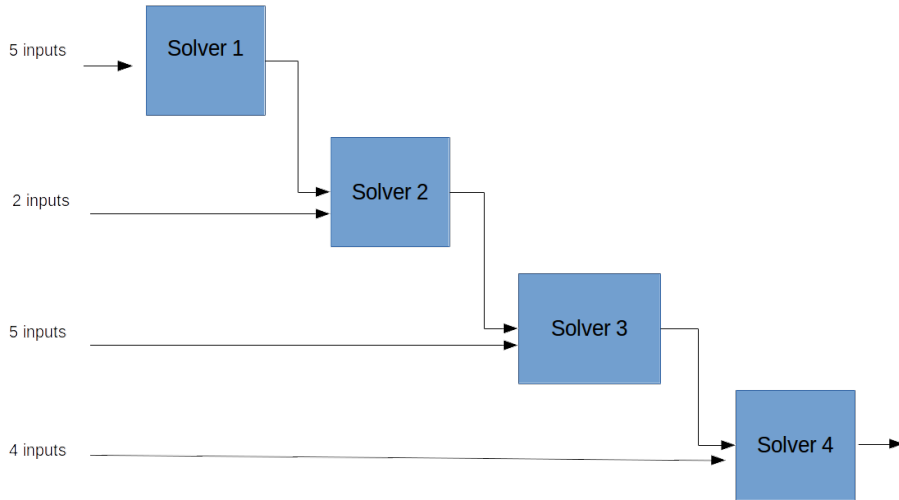 5 inputs
Solver 1
2 inputs
Solver 2
5 inputs
Solver 3
4 inputs
Solver 4